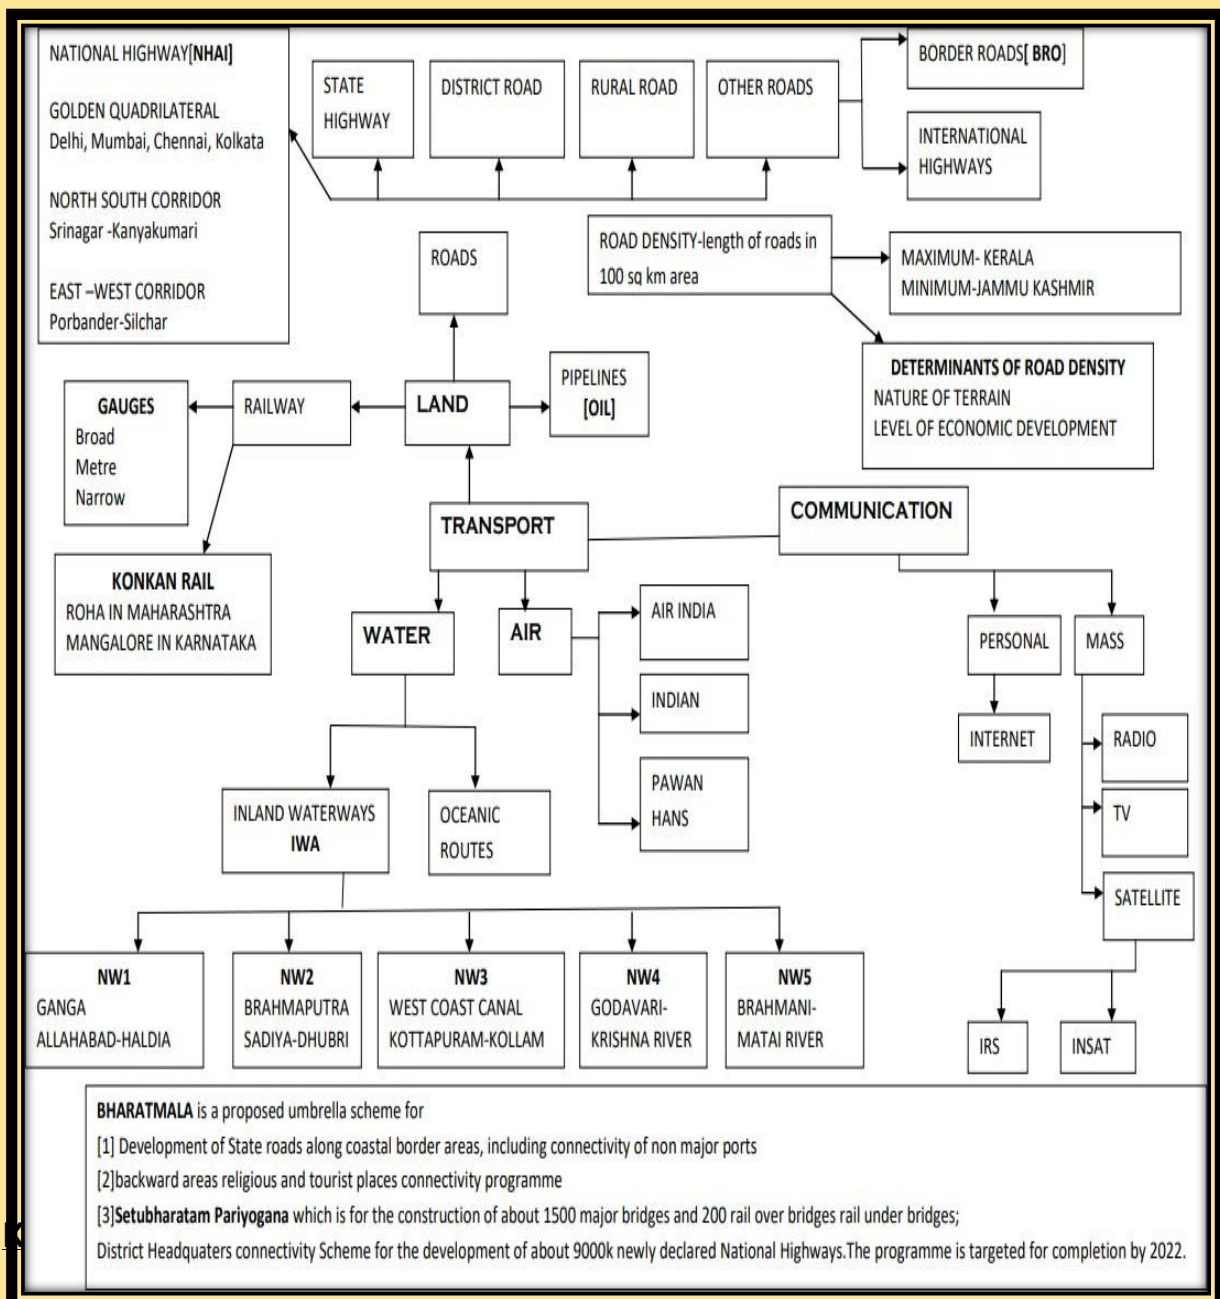 NATIONAL HIGHWAY[NHAI]
GOLDEN QUADRILATERAL
Delhi, Mumbai, Chennai, Kolkata
NORTH SOUTH CORRIDOR
Srinagar -Kanyakumari
EAST –WEST CORRIDOR
Porbander-Silchar
STATE
HIGHWAY
DISTRICT ROAD
RURAL ROAD
OTHER ROADS
BORDER ROADS[ BRO]
INTERNATIONAL
HIGHWAYS
ROADS
ROAD DENSITY-length of roads in
100 sq km area
MAXIMUM- KERALA
MINIMUM-JAMMU KASHMIR
DETERMINANTS OF ROAD DENSITY
NATURE OF TERRAIN
LEVEL OF ECONOMIC DEVELOPMENT
GAUGES
Broad
Metre
Narrow
RAILWAY
LAND
PIPELINES
[OIL]
TRANSPORT
COMMUNICATION
KONKAN RAIL
ROHA IN MAHARASHTRA
MANGALORE IN KARNATAKA
WATER
AIR
AIR INDIA
INDIAN
PAWAN
HANS
PERSONAL
MASS
INTERNET
RADIO
TV
SATELLITE
IRS
INSAT
INLAND WATERWAYS
IWA
OCEANIC
ROUTES
NW1
GANGA
ALLAHABAD-HALDIA
NW2
BRAHMAPUTRA
SADIYA-DHUBRI
NW3
WEST COAST CANAL
KOTTAPURAM-KOLLAM
NW4
GODAVARI-
KRISHNA RIVER
NW5
BRAHMANI-
MATAI RIVER
BHARATMALA is a proposed umbrella scheme for
[1] Development of State roads along coastal border areas, including connectivity of non major ports
[2]backward areas religious and tourist places connectivity programme
[3]Setubharatam Pariyogana which is for the construction of about 1500 major bridges and 200 rail over bridges rail under bridges;
District Headquaters connectivity Scheme for the development of about 9000k newly declared National Highways.The programme is targeted for completion by 2022.